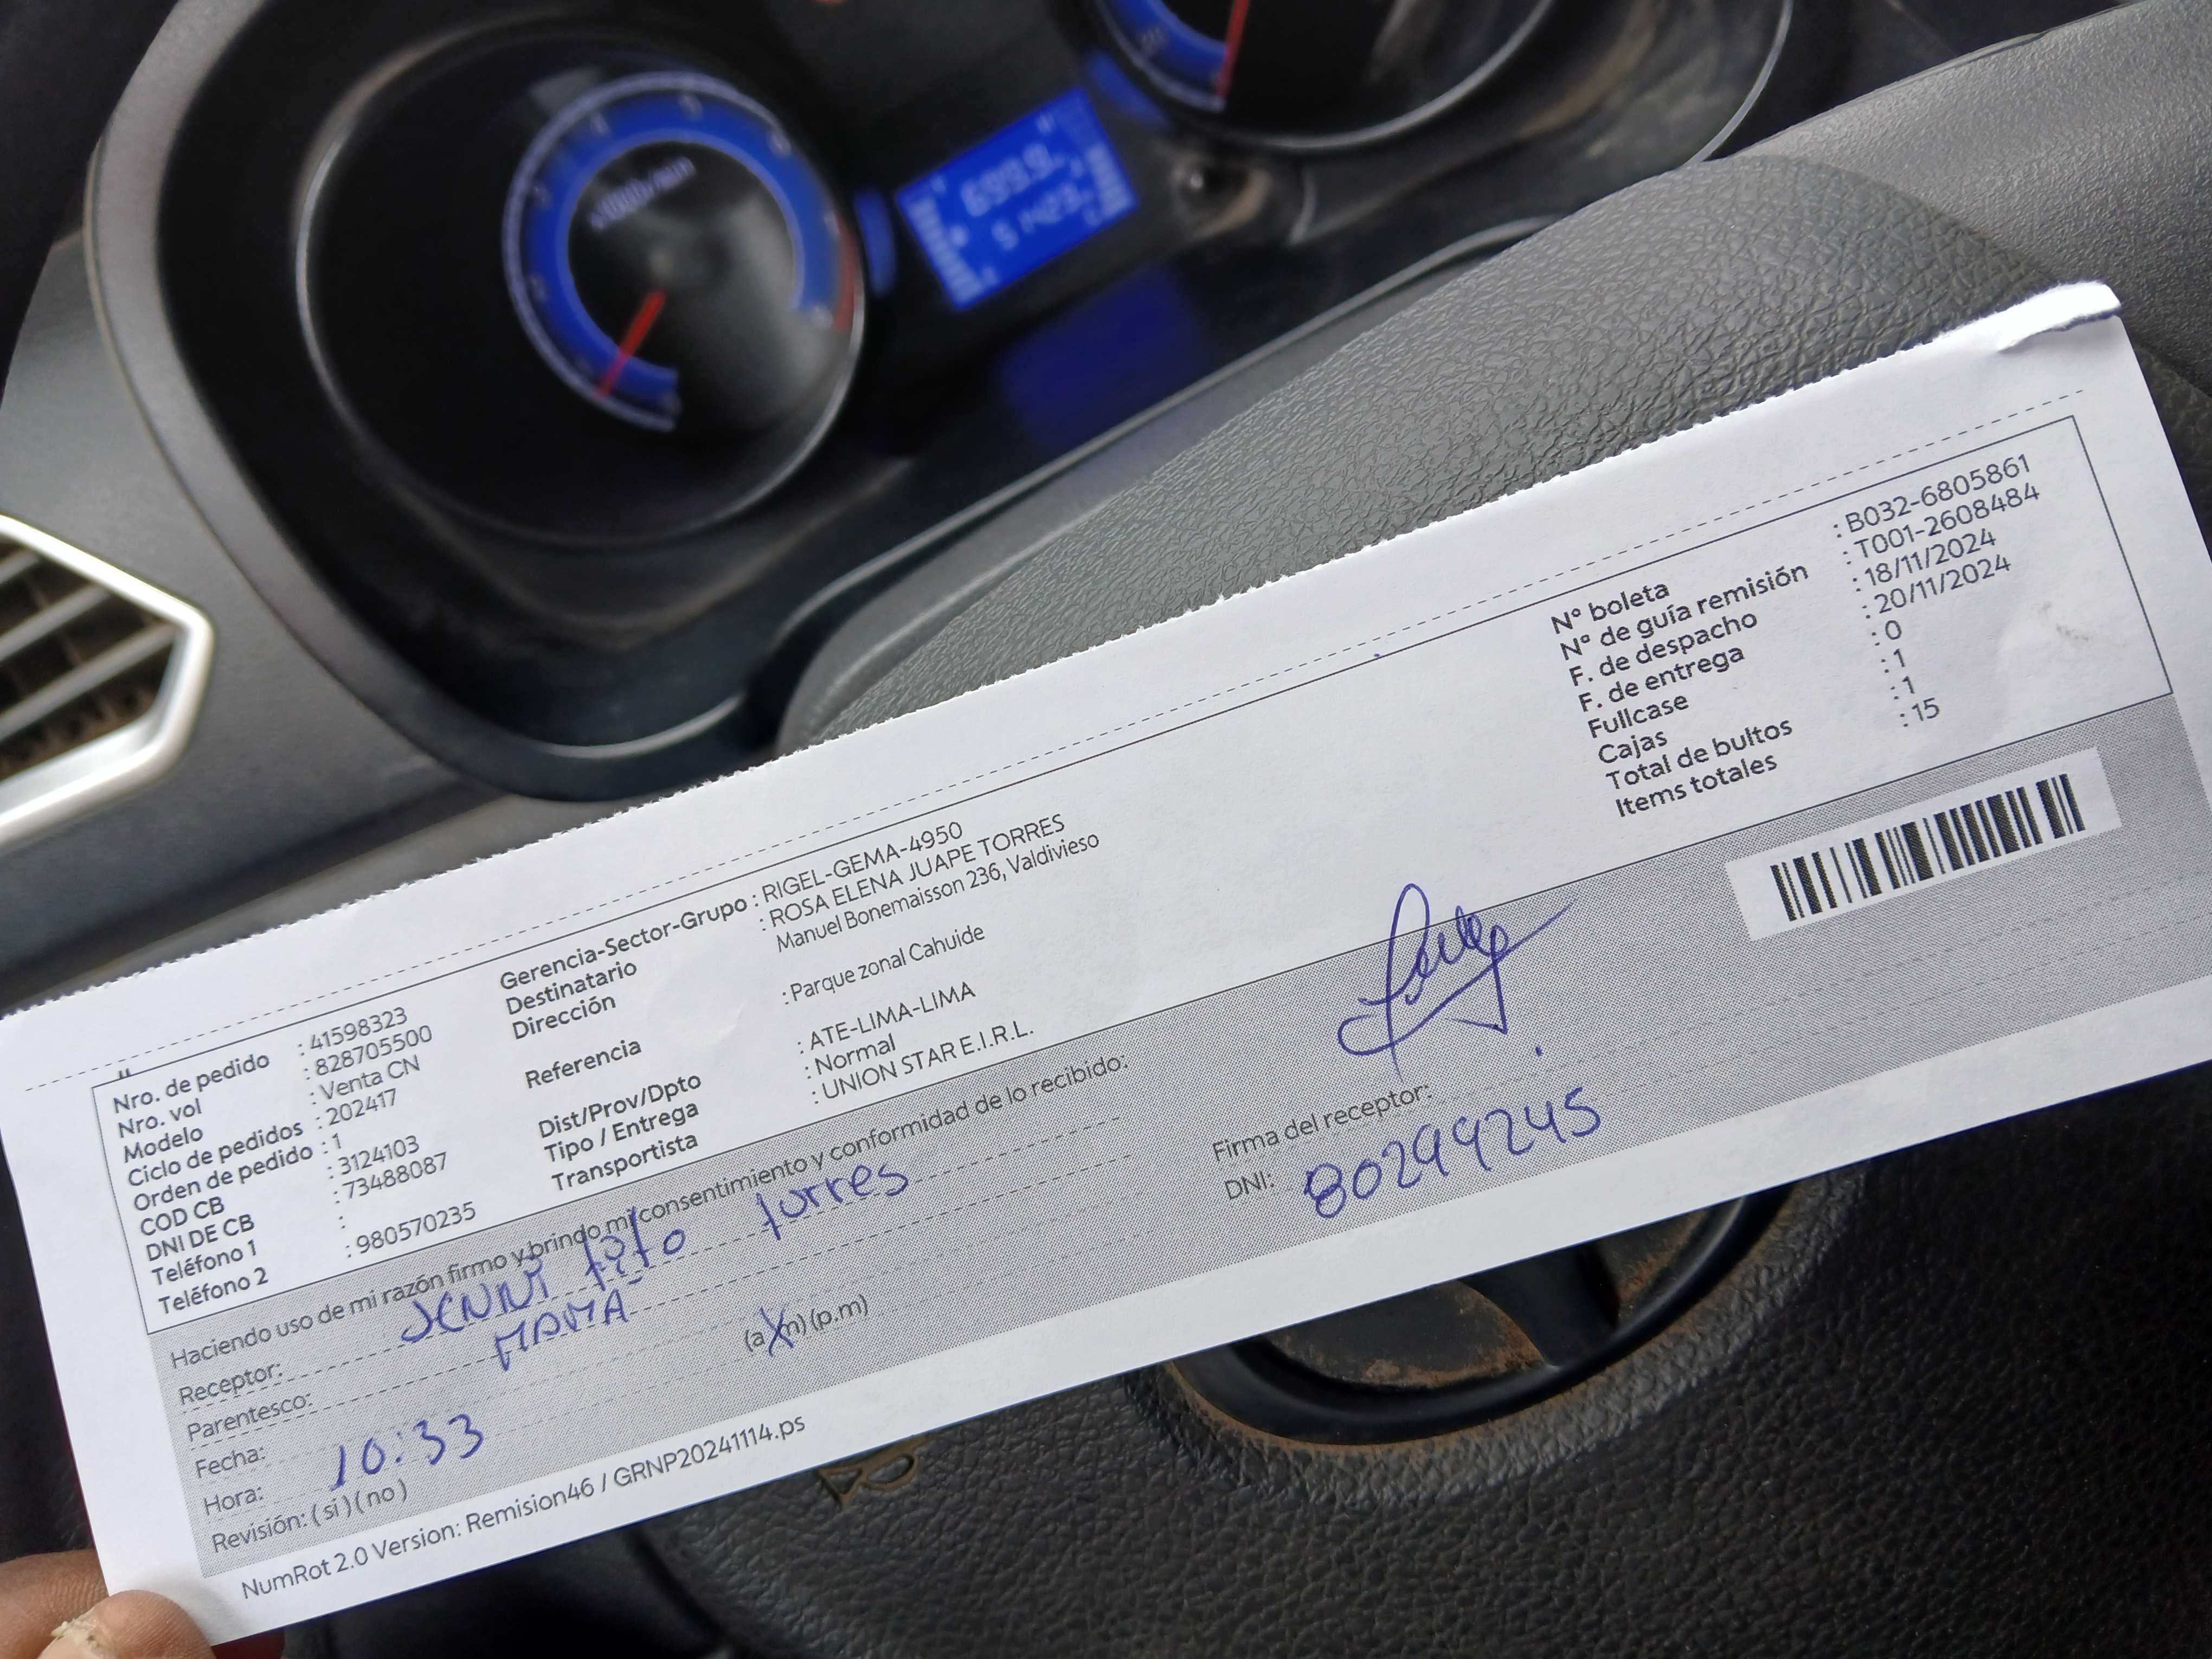 699.9
51423
Nro. de pedido : 41598323
Nro. vol : 828705500
Modelo : Venta CN
Ciclo de pedidos : 202417
Orden de pedido : 1
COD CB : 3124103
DNI DE CB : 73488087
Teléfono 1 :
Teléfono 2 : 980570235
Gerencia-Sector-Grupo : RIGEL-GEMA-4950
Destinatario : ROSA ELENA JUAPE TORRES
Dirección Manuel Bonemaisson 236, Valdivieso
Referencia : Parque zonal Cahuide
Dist/Prov/Dpto : ATE-LIMA-LIMA
Tipo / Entrega : Normal
Transportista : UNION STAR E.I.R.L.
N° boleta : B032-6805861
N° de guía remisión : T001-2608484
F. de despacho : 18/11/2024
F. de entrega : 20/11/2024
Fullcase : 0
Cajas : 1
Total de bultos : 1
Items totales : 15
Haciendo uso de mi razón firmo y brindo mi consentimiento y conformidad de lo recibido:
Receptor: JENNI torres
Parentesco: MAMÁ
Fecha:
Hora: 10:33 (a.m) (p.m)
Revisión: ( si ) ( no )
Firma del receptor:
DNI: 80299245
NumRot 2.0 Version: Remision46 / GRNP20241114.ps